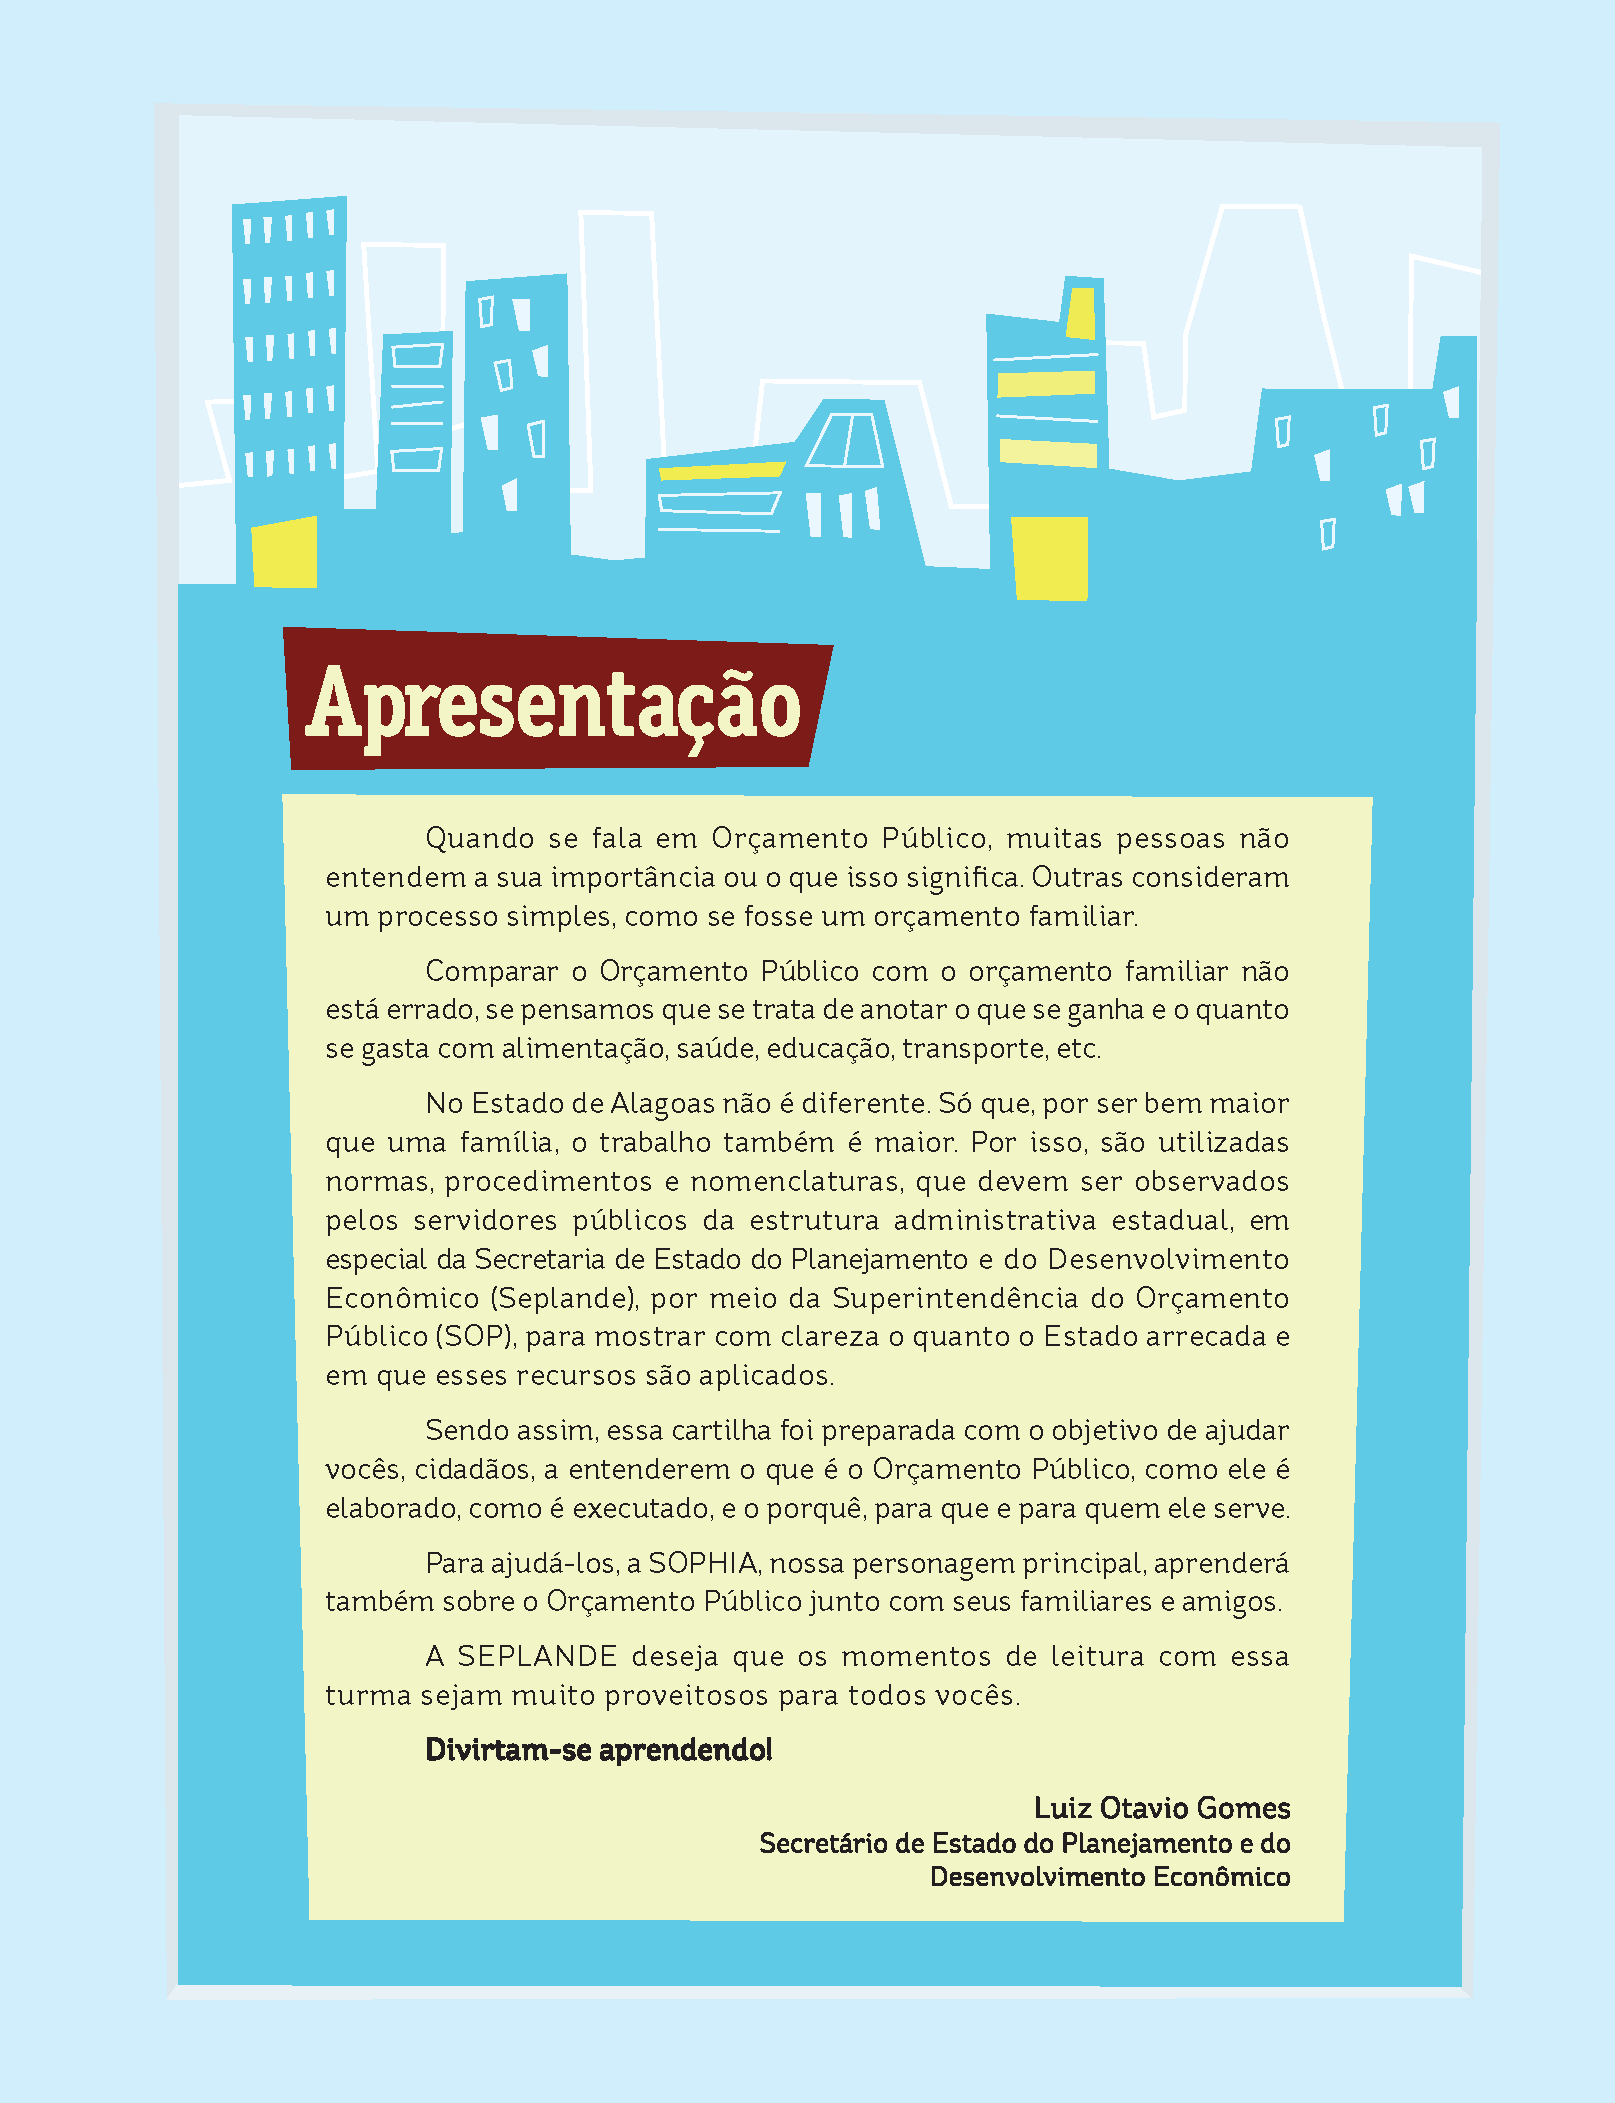 Apresentação
Quando se fala em Orçamento Público, muitas pessoas não
entendem a sua importância ou o que isso significa. Outras consideram
um processo simples, como se fosse um orçamento familiar.
Comparar o Orçamento Público com o orçamento familiar não
está errado, se pensamos que se trata de anotar o que se ganha e o quanto
se gasta com alimentação, saúde, educação, transporte, etc.
No Estado de Alagoas não é diferente. Só que, por ser bem maior
que uma família, o trabalho também é maior. Por isso, são utilizadas
normas, procedimentos e nomenclaturas, que devem ser observados
pelos servidores públicos da estrutura administrativa estadual, em
especial da Secretaria de Estado do Planejamento e do Desenvolvimento
Econômico (Seplande), por meio da Superintendência do Orçamento
Público (SOP), para mostrar com clareza o quanto o Estado arrecada e
em que esses recursos são aplicados.
Sendo assim, essa cartilha foi preparada com o objetivo de ajudar
vocês, cidadãos, a entenderem o que é o Orçamento Público, como ele é
elaborado, como é executado, e o porquê, para que e para quem ele serve.
Para ajudá-los, a SOPHIA, nossa personagem principal, aprenderá
também sobre o Orçamento Público junto com seus familiares e amigos.
A SEPLANDE deseja que os momentos de leitura com essa
turma sejam muito proveitosos para todos vocês.
Divirtam-se aprendendo!
Luiz Otavio Gomes
Secretário de Estado do Planejamento e do
Desenvolvimento Econômico